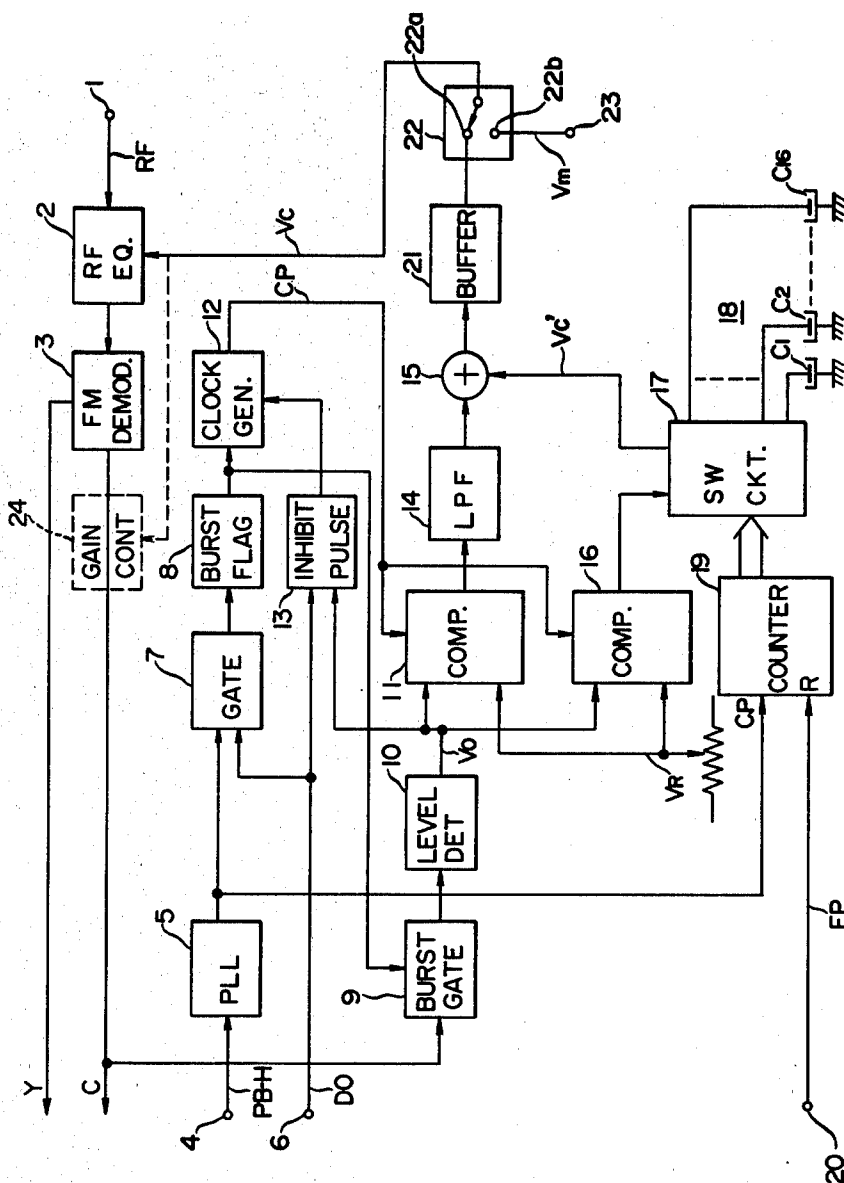 1
RF
2
RF EQ.
3
FM DEMOD.
24
GAIN CONT
Y
C
4
PB-H
5
PLL
6
DO
7
GATE
8
BURST FLAG
12
CLOCK GEN.
CP
VC
13
INHIBIT PULSE
9
BURST GATE
10
LEVEL DET
VO
VR
11
COMP.
14
LPF
15
+
21
BUFFER
22
22a
22b
Vm
23
VC'
16
COMP.
17
SW CKT.
18
C1
C2
C16
19
COUNTER
CP
R
FP
20